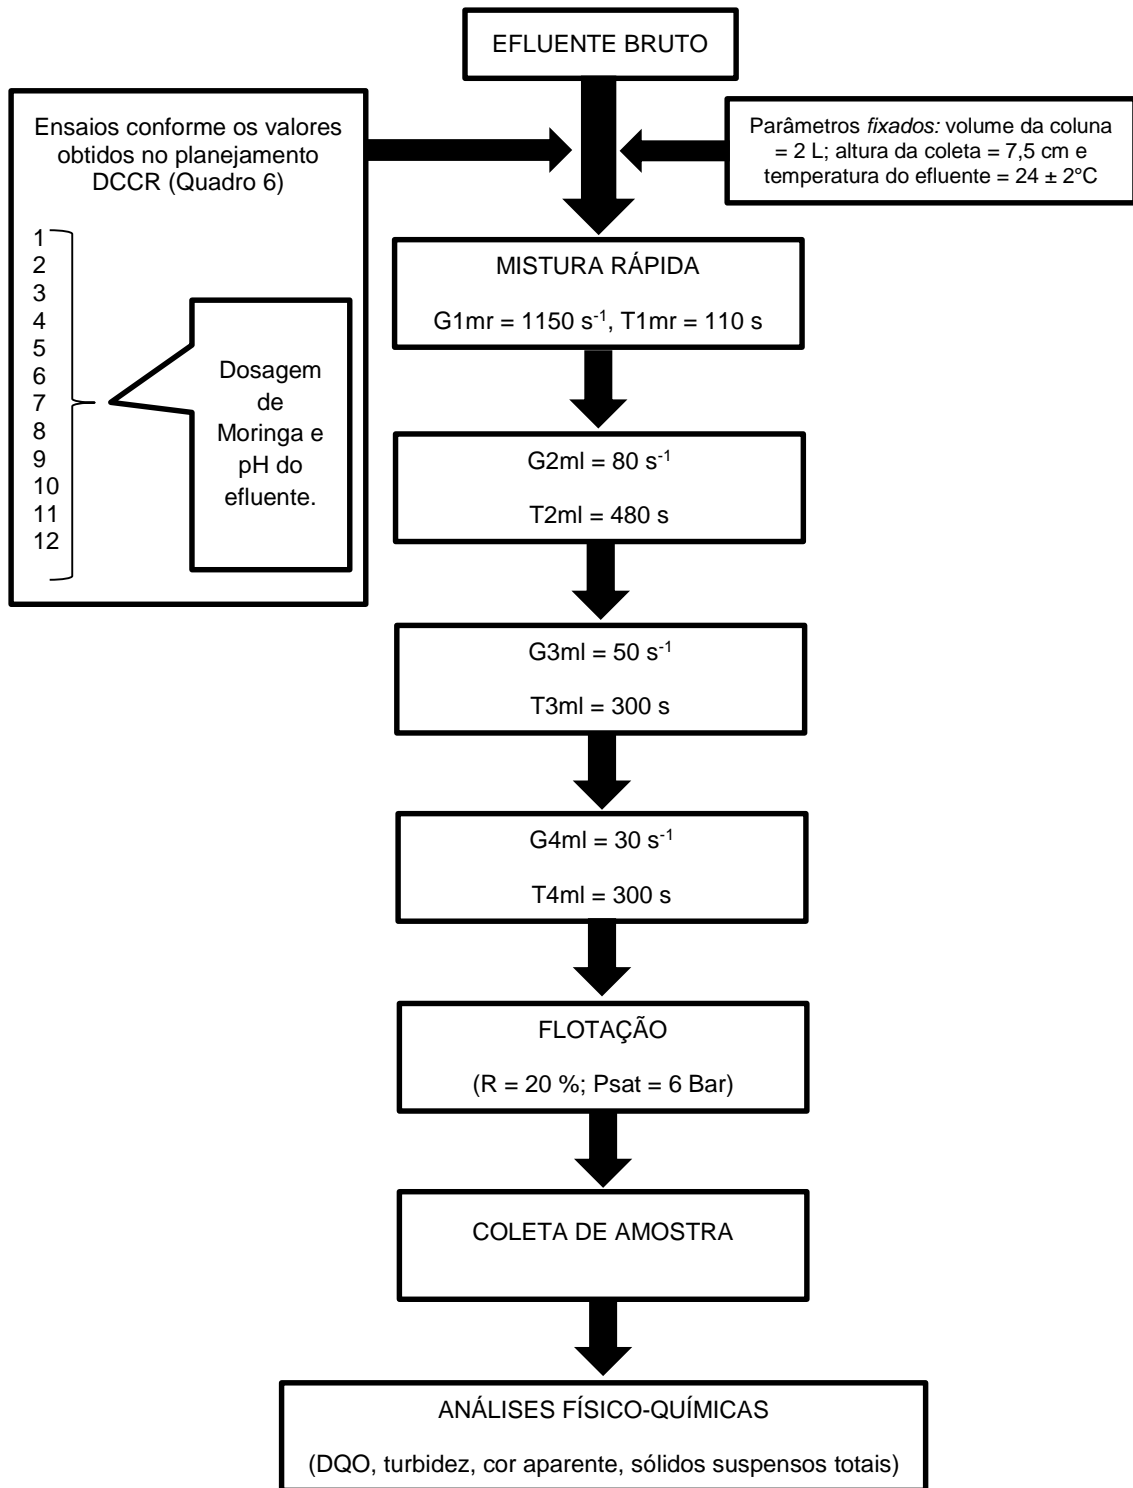 EFLUENTE BRUTO
Ensaios conforme os valores
obtidos no planejamento
DCCR (Quadro 6)
1
2
3
4
5
6
7
8
9
10
11
12
Dosagem
de
Moringa e
pH do
efluente.
Parâmetros fixados: volume da coluna
= 2 L; altura da coleta = 7,5 cm e
temperatura do efluente = 24 ± 2°C
MISTURA RÁPIDA
G1mr = 1150 s⁻¹, T1mr = 110 s
G2ml = 80 s⁻¹
T2ml = 480 s
G3ml = 50 s⁻¹
T3ml = 300 s
G4ml = 30 s⁻¹
T4ml = 300 s
FLOTAÇÃO
(R = 20 %; Psat = 6 Bar)
COLETA DE AMOSTRA
ANÁLISES FÍSICO-QUÍMICAS
(DQO, turbidez, cor aparente, sólidos suspensos totais)